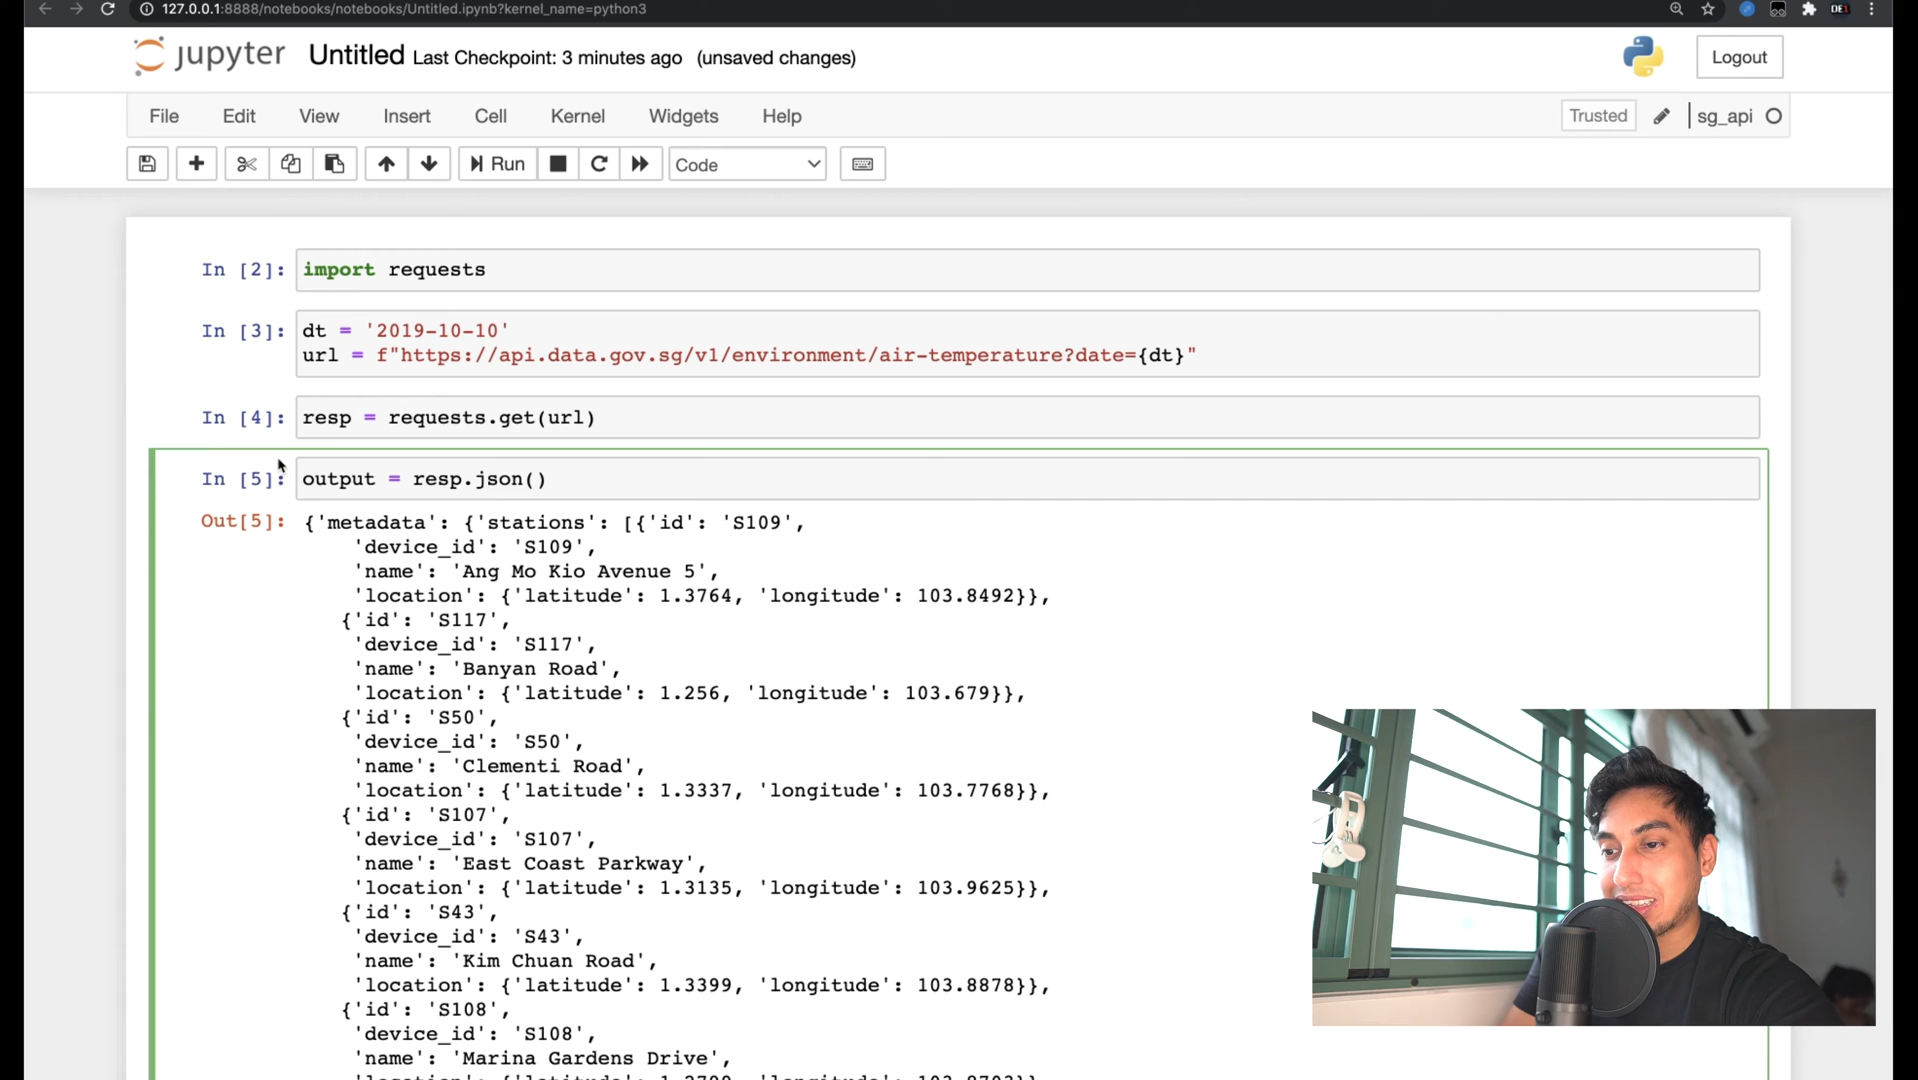 127.0.0.1:8888/notebooks/notebooks/Untitled.ipynb?kernel_name=python3
DE
jupyter Untitled Last Checkpoint: 3 minutes ago (unsaved changes)
Logout
File Edit View Insert Cell Kernel Widgets Help
Trusted sg_api
Run Code
In [2]: import requests
In [3]: dt = '2019-10-10'
url = f"https://api.data.gov.sg/v1/environment/air-temperature?date={dt}"
In [4]: resp = requests.get(url)
In [5]: output = resp.json()
Out[5]: {'metadata': {'stations': [{'id': 'S109',
'device_id': 'S109',
'name': 'Ang Mo Kio Avenue 5',
'location': {'latitude': 1.3764, 'longitude': 103.8492}},
{'id': 'S117',
'device_id': 'S117',
'name': 'Banyan Road',
'location': {'latitude': 1.256, 'longitude': 103.679}},
{'id': 'S50',
'device_id': 'S50',
'name': 'Clementi Road',
'location': {'latitude': 1.3337, 'longitude': 103.7768}},
{'id': 'S107',
'device_id': 'S107',
'name': 'East Coast Parkway',
'location': {'latitude': 1.3135, 'longitude': 103.9625}},
{'id': 'S43',
'device_id': 'S43',
'name': 'Kim Chuan Road',
'location': {'latitude': 1.3399, 'longitude': 103.8878}},
{'id': 'S108',
'device_id': 'S108',
'name': 'Marina Gardens Drive',